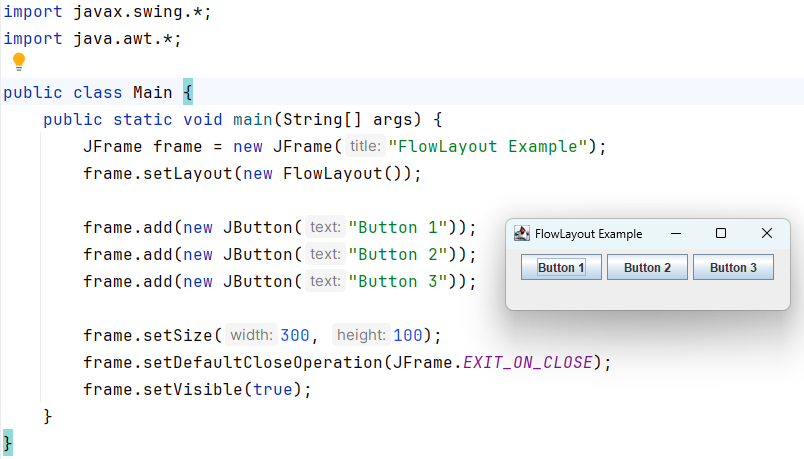 import javax.swing.*;
import java.awt.*;
public class Main {
public static void main(String[] args) {
JFrame frame = new JFrame( title: "FlowLayout Example");
frame.setLayout(new FlowLayout());
frame.add(new JButton( text: "Button 1"));
frame.add(new JButton( text: "Button 2"));
frame.add(new JButton( text: "Button 3"));
frame.setSize( width: 300, height: 100);
frame.setDefaultCloseOperation(JFrame.EXIT_ON_CLOSE);
frame.setVisible(true);
}
}
FlowLayout Example
Button 1 Button 2 Button 3